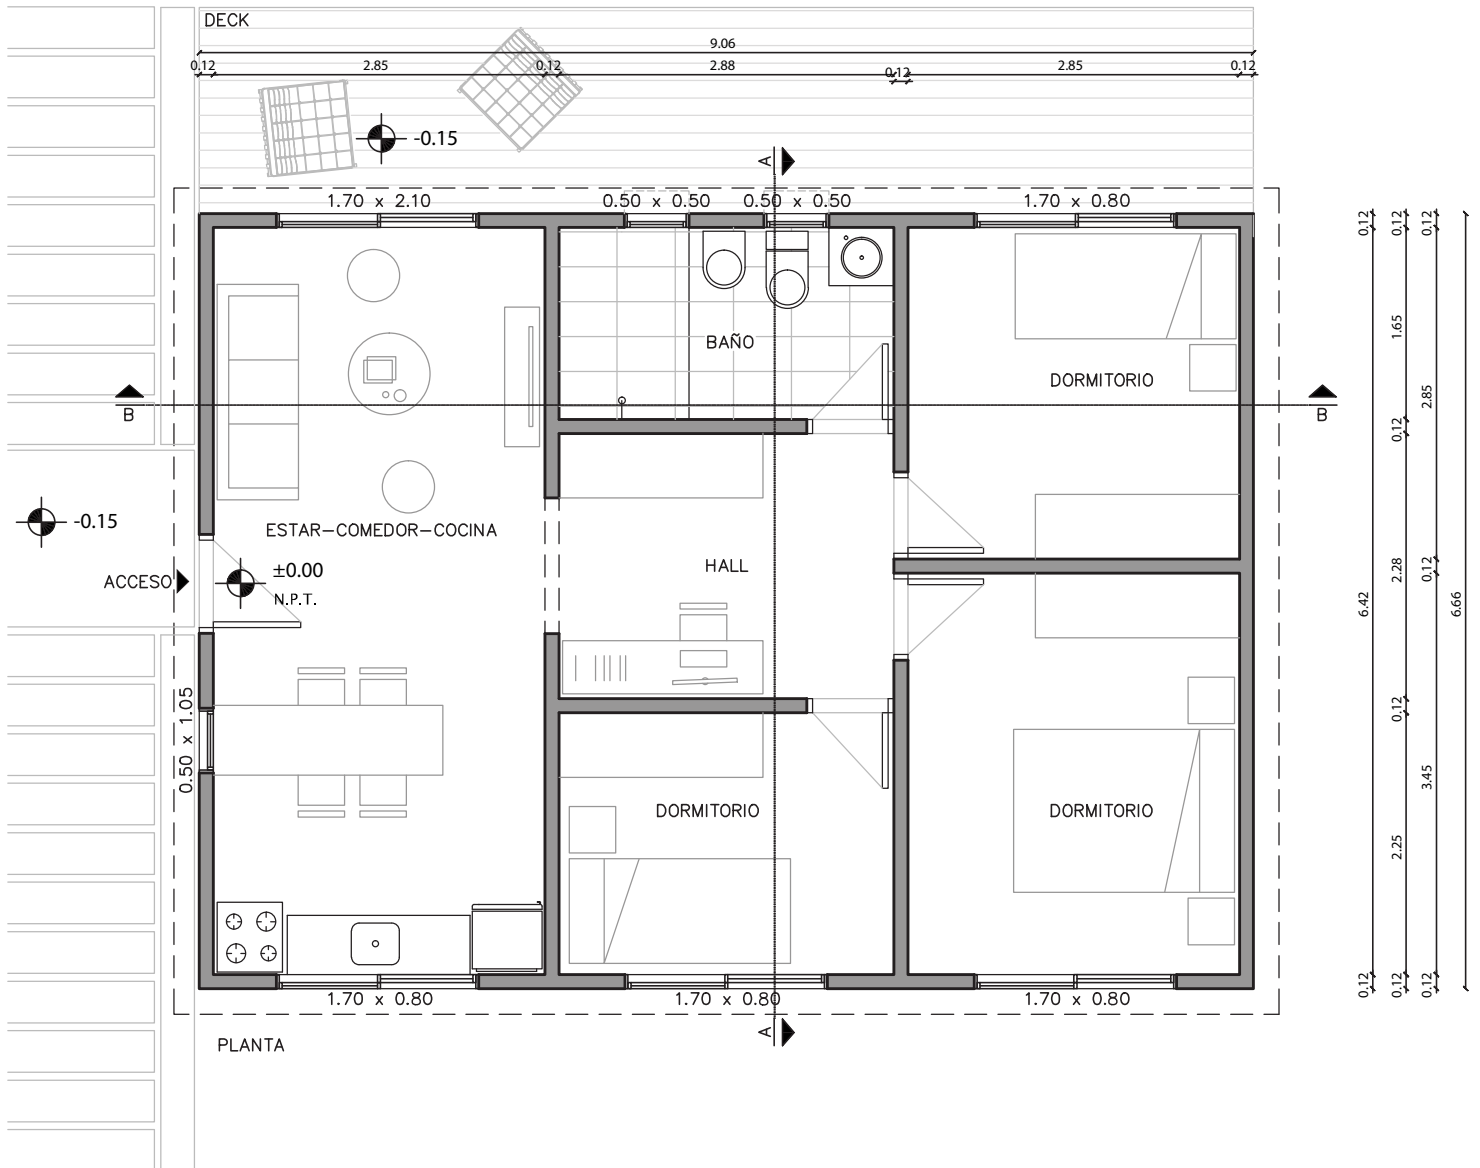 DECK
9.06
0.12
2.85
0.12
2.88
0.12
2.85
0.12
-0.15
A
1.70 x 2.10
0.50 x 0.50
0.50 x 0.50
1.70 x 0.80
0.12
0.12
0.12
BAÑO
1.65
DORMITORIO
B
B
2.85
0.12
-0.15
ESTAR-COMEDOR-COCINA
HALL
ACCESO
±0.00
N.P.T.
2.28
0.12
6.42
6.66
0.50 x 1.05
0.12
3.45
DORMITORIO
DORMITORIO
2.25
0.12
0.12
0.12
1.70 x 0.80
1.70 x 0.80
1.70 x 0.80
A
PLANTA